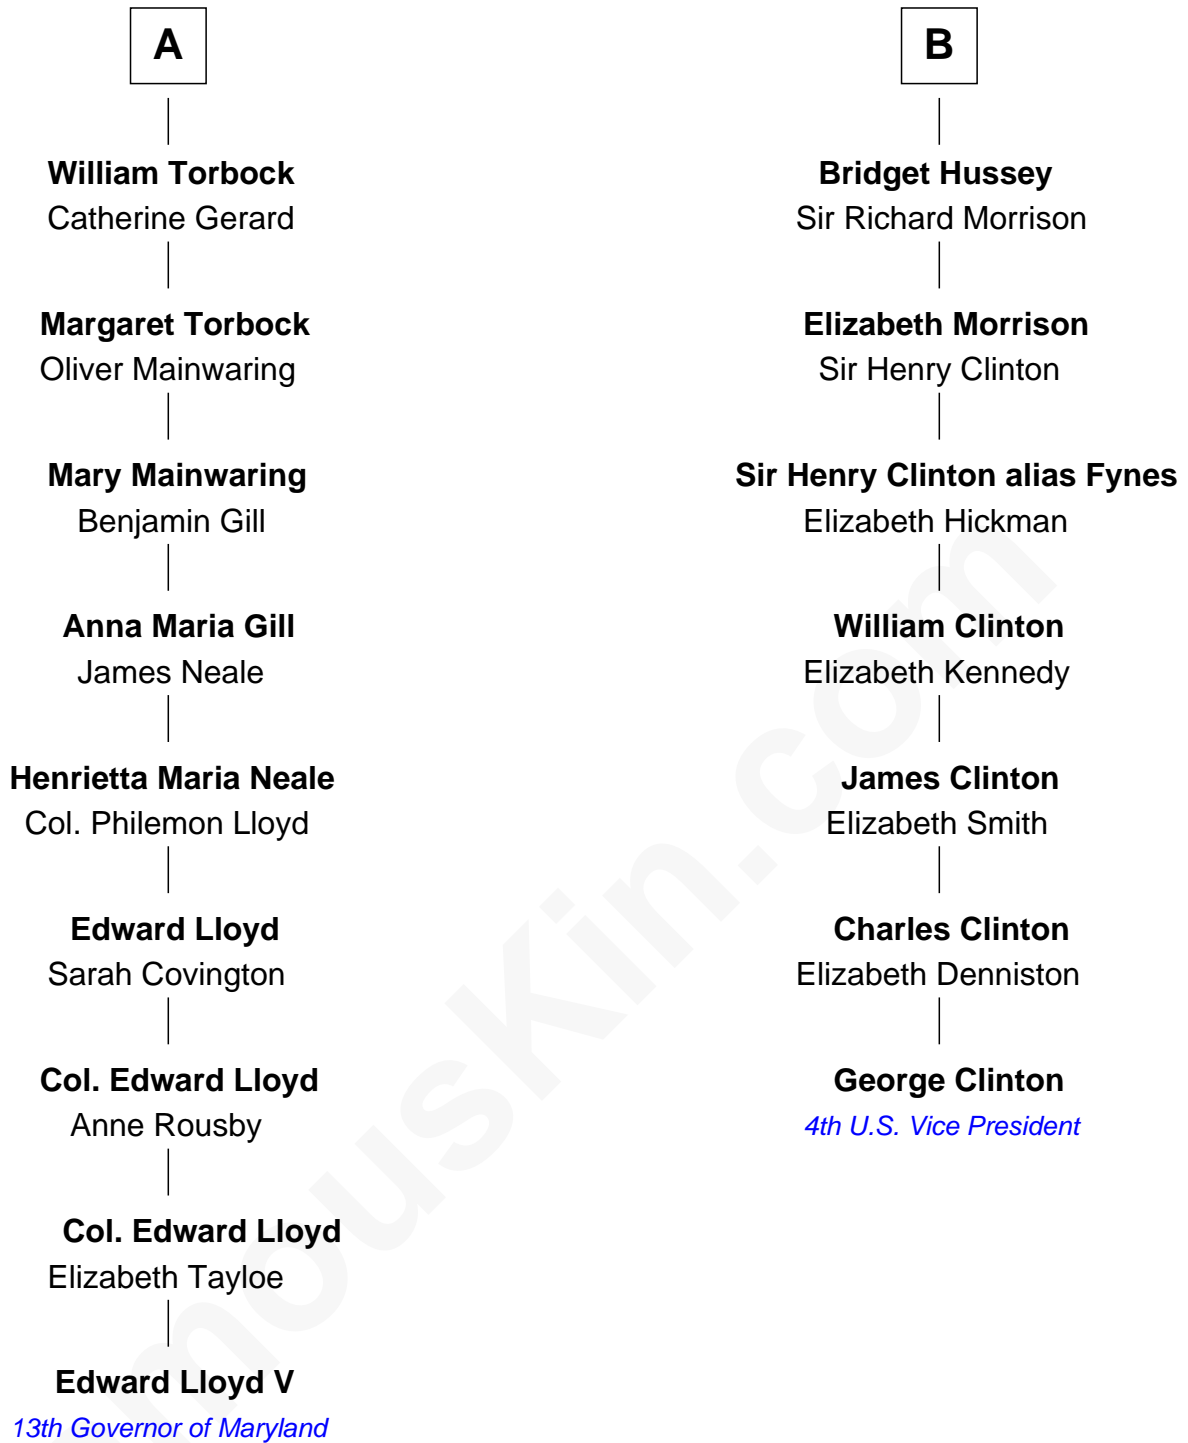 A
William Torbock
Catherine Gerard
Margaret Torbock
Oliver Mainwaring
Mary Mainwaring
Benjamin Gill
Anna Maria Gill
James Neale
Henrietta Maria Neale
Col. Philemon Lloyd
Edward Lloyd
Sarah Covington
Col. Edward Lloyd
Anne Rousby
Col. Edward Lloyd
Elizabeth Tayloe
Edward Lloyd V
13th Governor of Maryland
B
Bridget Hussey
Sir Richard Morrison
Elizabeth Morrison
Sir Henry Clinton
Sir Henry Clinton alias Fynes
Elizabeth Hickman
William Clinton
Elizabeth Kennedy
James Clinton
Elizabeth Smith
Charles Clinton
Elizabeth Denniston
George Clinton
4th U.S. Vice President
mousKin.com